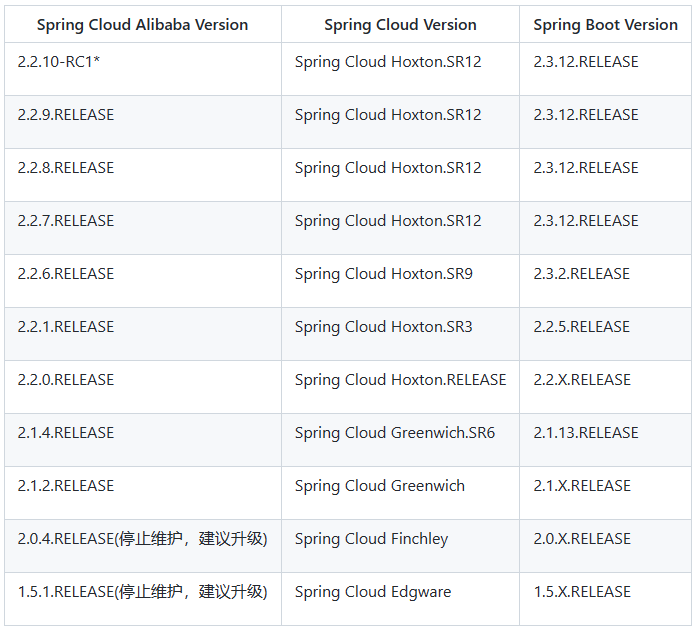 Spring Cloud Alibaba Version Spring Cloud Version Spring Boot Version
2.2.10-RC1* Spring Cloud Hoxton.SR12 2.3.12.RELEASE
2.2.9.RELEASE Spring Cloud Hoxton.SR12 2.3.12.RELEASE
2.2.8.RELEASE Spring Cloud Hoxton.SR12 2.3.12.RELEASE
2.2.7.RELEASE Spring Cloud Hoxton.SR12 2.3.12.RELEASE
2.2.6.RELEASE Spring Cloud Hoxton.SR9 2.3.2.RELEASE
2.2.1.RELEASE Spring Cloud Hoxton.SR3 2.2.5.RELEASE
2.2.0.RELEASE Spring Cloud Hoxton.RELEASE 2.2.X.RELEASE
2.1.4.RELEASE Spring Cloud Greenwich.SR6 2.1.13.RELEASE
2.1.2.RELEASE Spring Cloud Greenwich 2.1.X.RELEASE
2.0.4.RELEASE(停止维护，建议升级) Spring Cloud Finchley 2.0.X.RELEASE
1.5.1.RELEASE(停止维护，建议升级) Spring Cloud Edgware 1.5.X.RELEASE